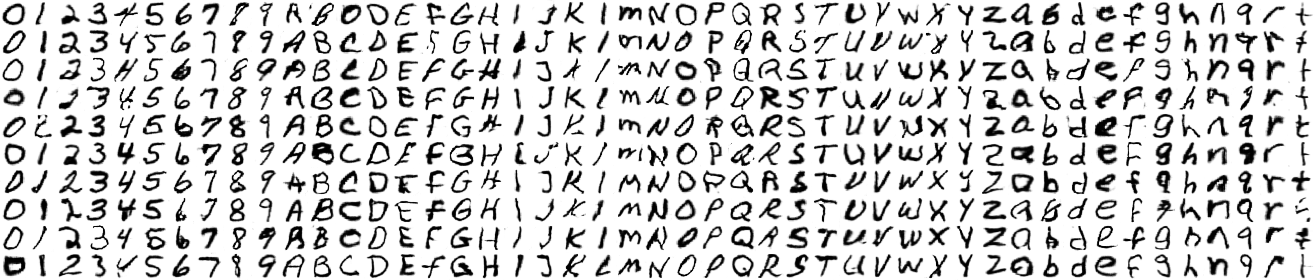 0 1 2 3 4 5 6 7 8 9 A B C D E F G H I J K l m N O P Q R S T U V W X Y Z a b d e f g h n q r t
0 1 2 3 4 5 6 7 8 9 A B C D E F G H I J K l m N O P Q R S T U V W X Y Z a b d e f g h n q r t
0 1 2 3 4 5 6 7 8 9 A B C D E F G H I J K l m N O P Q R S T U V W X Y Z a b d e f g h n q r t
0 1 2 3 4 5 6 7 8 9 A B C D E F G H I J K l m N O P Q R S T U V W X Y Z a b d e f g h n q r t
0 1 2 3 4 5 6 7 8 9 A B C D E F G H I J K l m N O P Q R S T U V W X Y Z a b d e f g h n q r t
0 1 2 3 4 5 6 7 8 9 A B C D E F G H I J K l M N O P Q R S T U V W X Y Z a b d e f g h n q r t
0 1 2 3 4 5 6 7 8 9 A B C D E F G H I J K l M N O P Q R S T U V W X Y Z a b d e f g h n q r t
0 1 2 3 4 5 6 7 8 9 A B C D E F G H I J K l m N O P Q R S T U V W X Y Z a b d e f g h n q r t
0 1 2 3 4 5 6 7 8 9 A B C D E F G H I J K l m N O P Q R S T U V W X Y Z a b d e f g h n q r t
0 1 2 3 4 5 6 7 8 9 A B C D E F G H I J K l m N O P Q R S T U V W X Y Z a b d e f g h n q r t